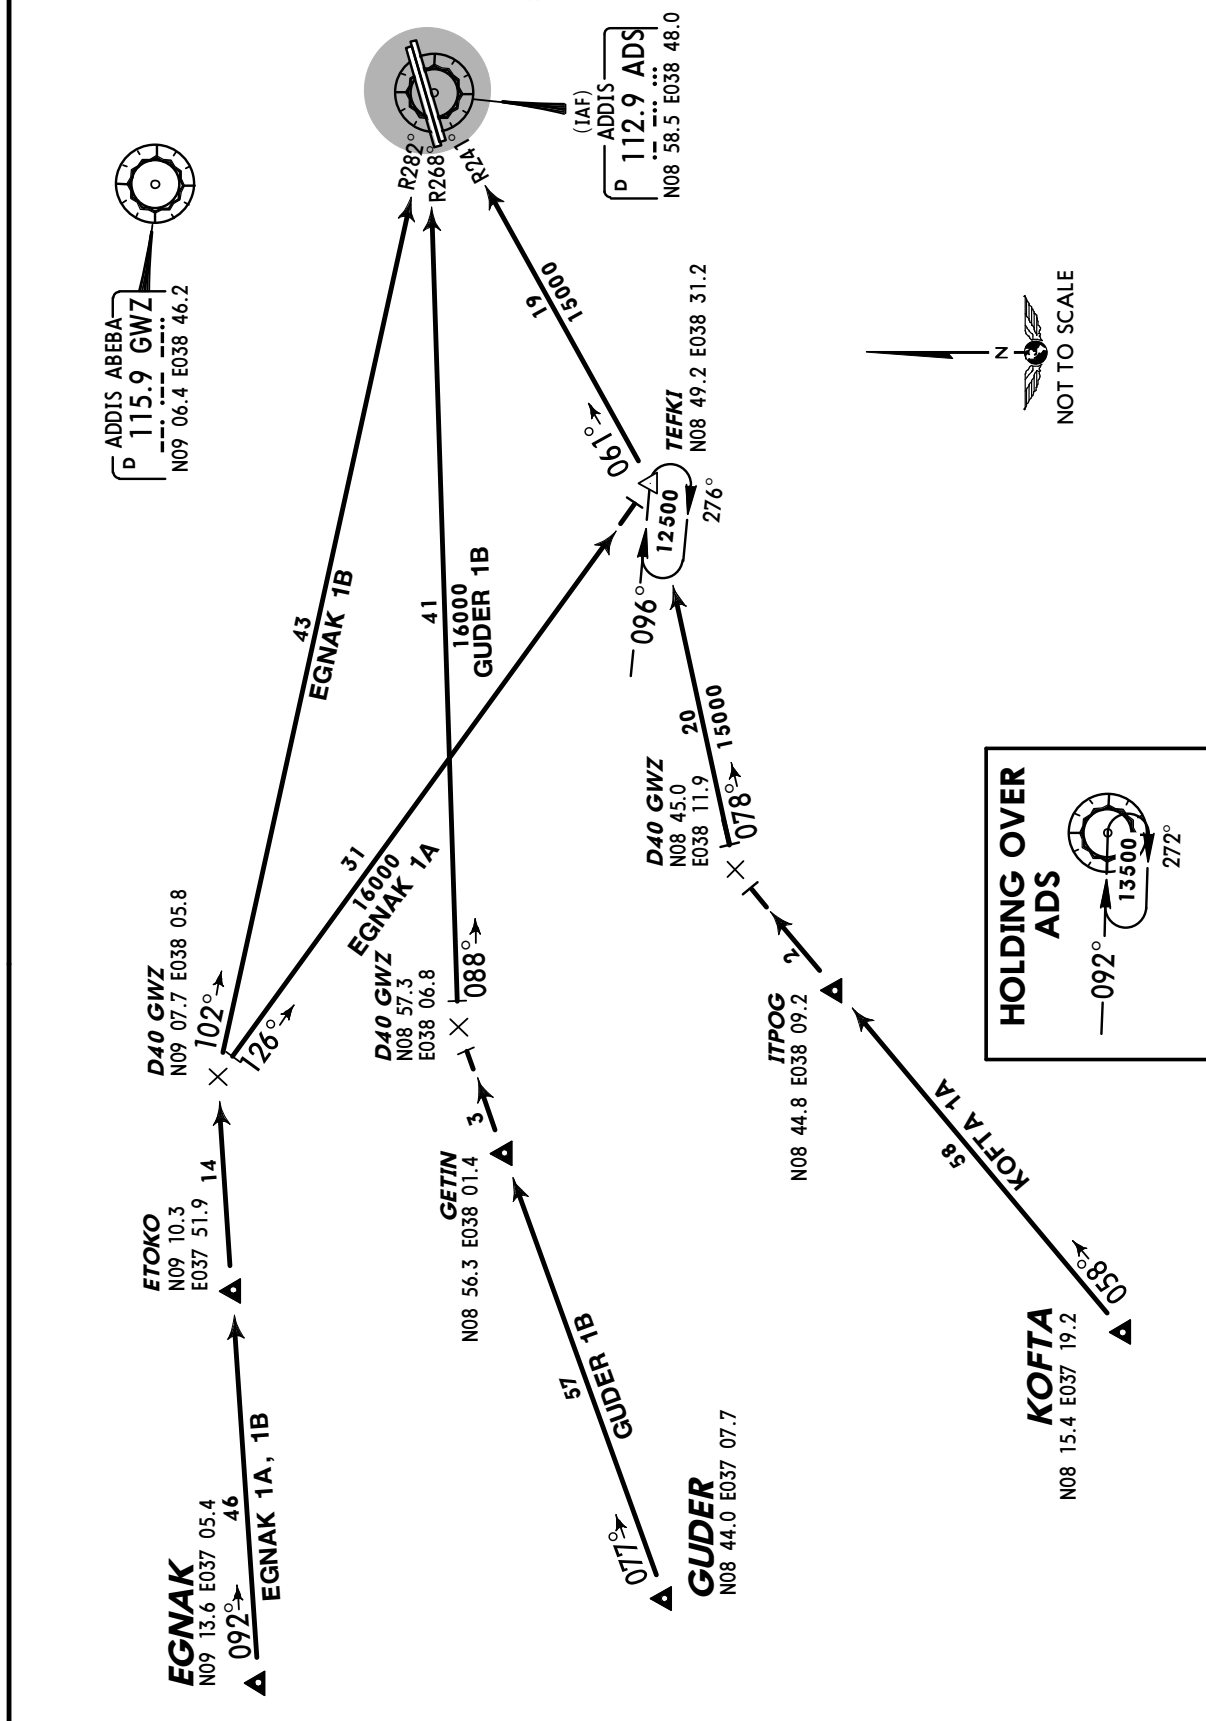 ADDIS ABEBA
D 115.9 GWZ
N09 06.4 E038 46.2
R282°
R268°
R241°
(IAF)
ADDIS
D 112.9 ADS
N08 58.5 E038 48.0
EGNAK
N09 13.6 E037 05.4
092°
46
EGNAK 1A, 1B
ETOKO
N09 10.3
E037 51.9
14
D40 GWZ
N09 07.7 E038 05.8
102°
126°
43
EGNAK 1B
31
16000
EGNAK 1A
GUDER
N08 44.0 E037 07.7
077°
57
GUDER 1B
GETIN
N08 56.3 E038 01.4
3
D40 GWZ
N08 57.3
E038 06.8
088°
41
16000
GUDER 1B
KOFTA
N08 15.4 E037 19.2
058°
58
KOFTA 1A
ITPOG
N08 44.8 E038 09.2
2
D40 GWZ
N08 45.0
E038 11.9
078°
20
15000
096°
12500
276°
TEFKI
N08 49.2 E038 31.2
061°
19
15000
N
NOT TO SCALE
HOLDING OVER
ADS
092°
13500
272°